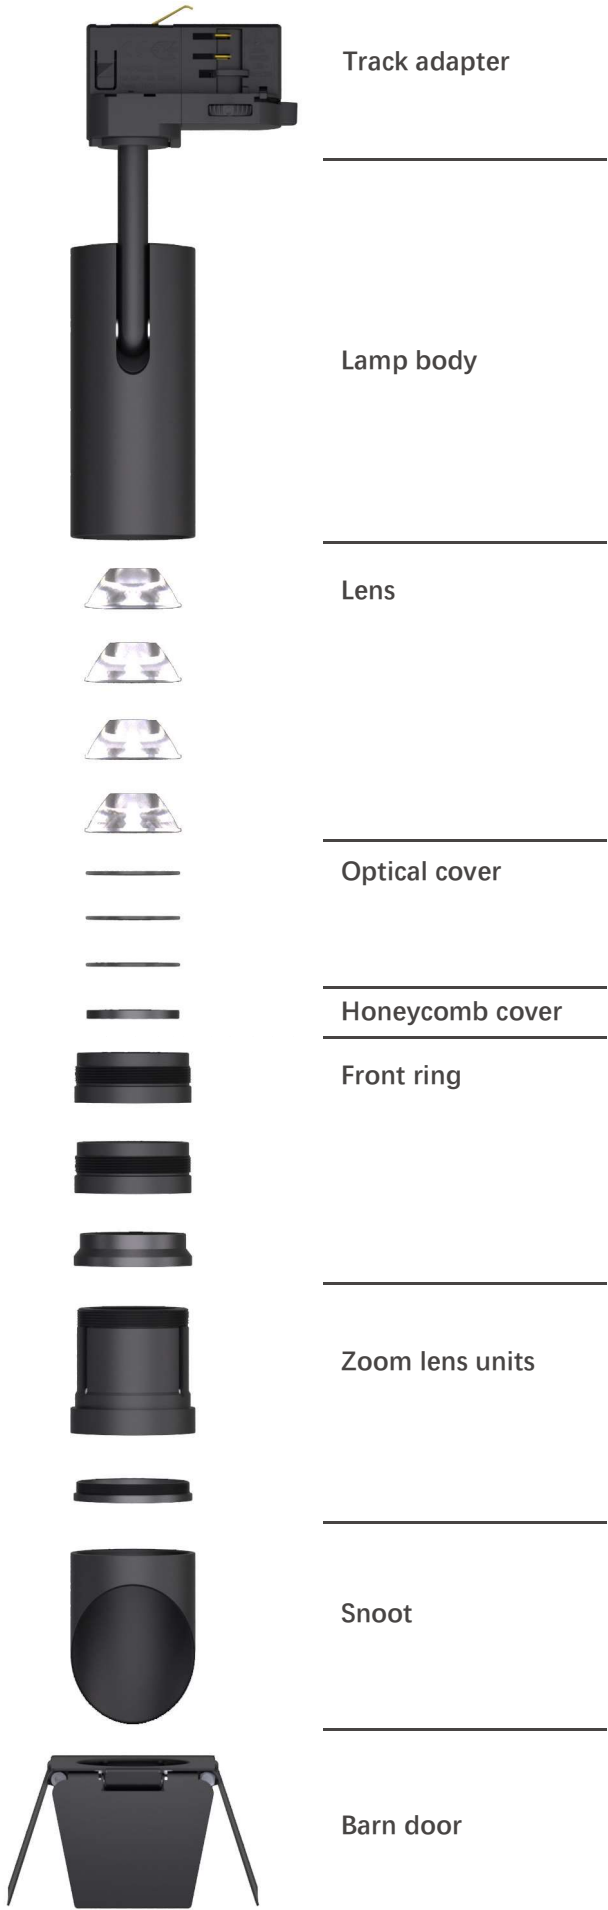 Track adapter
Lamp body
Lens
Optical cover
Honeycomb cover
Front ring
Zoom lens units
Snoot
Barn door